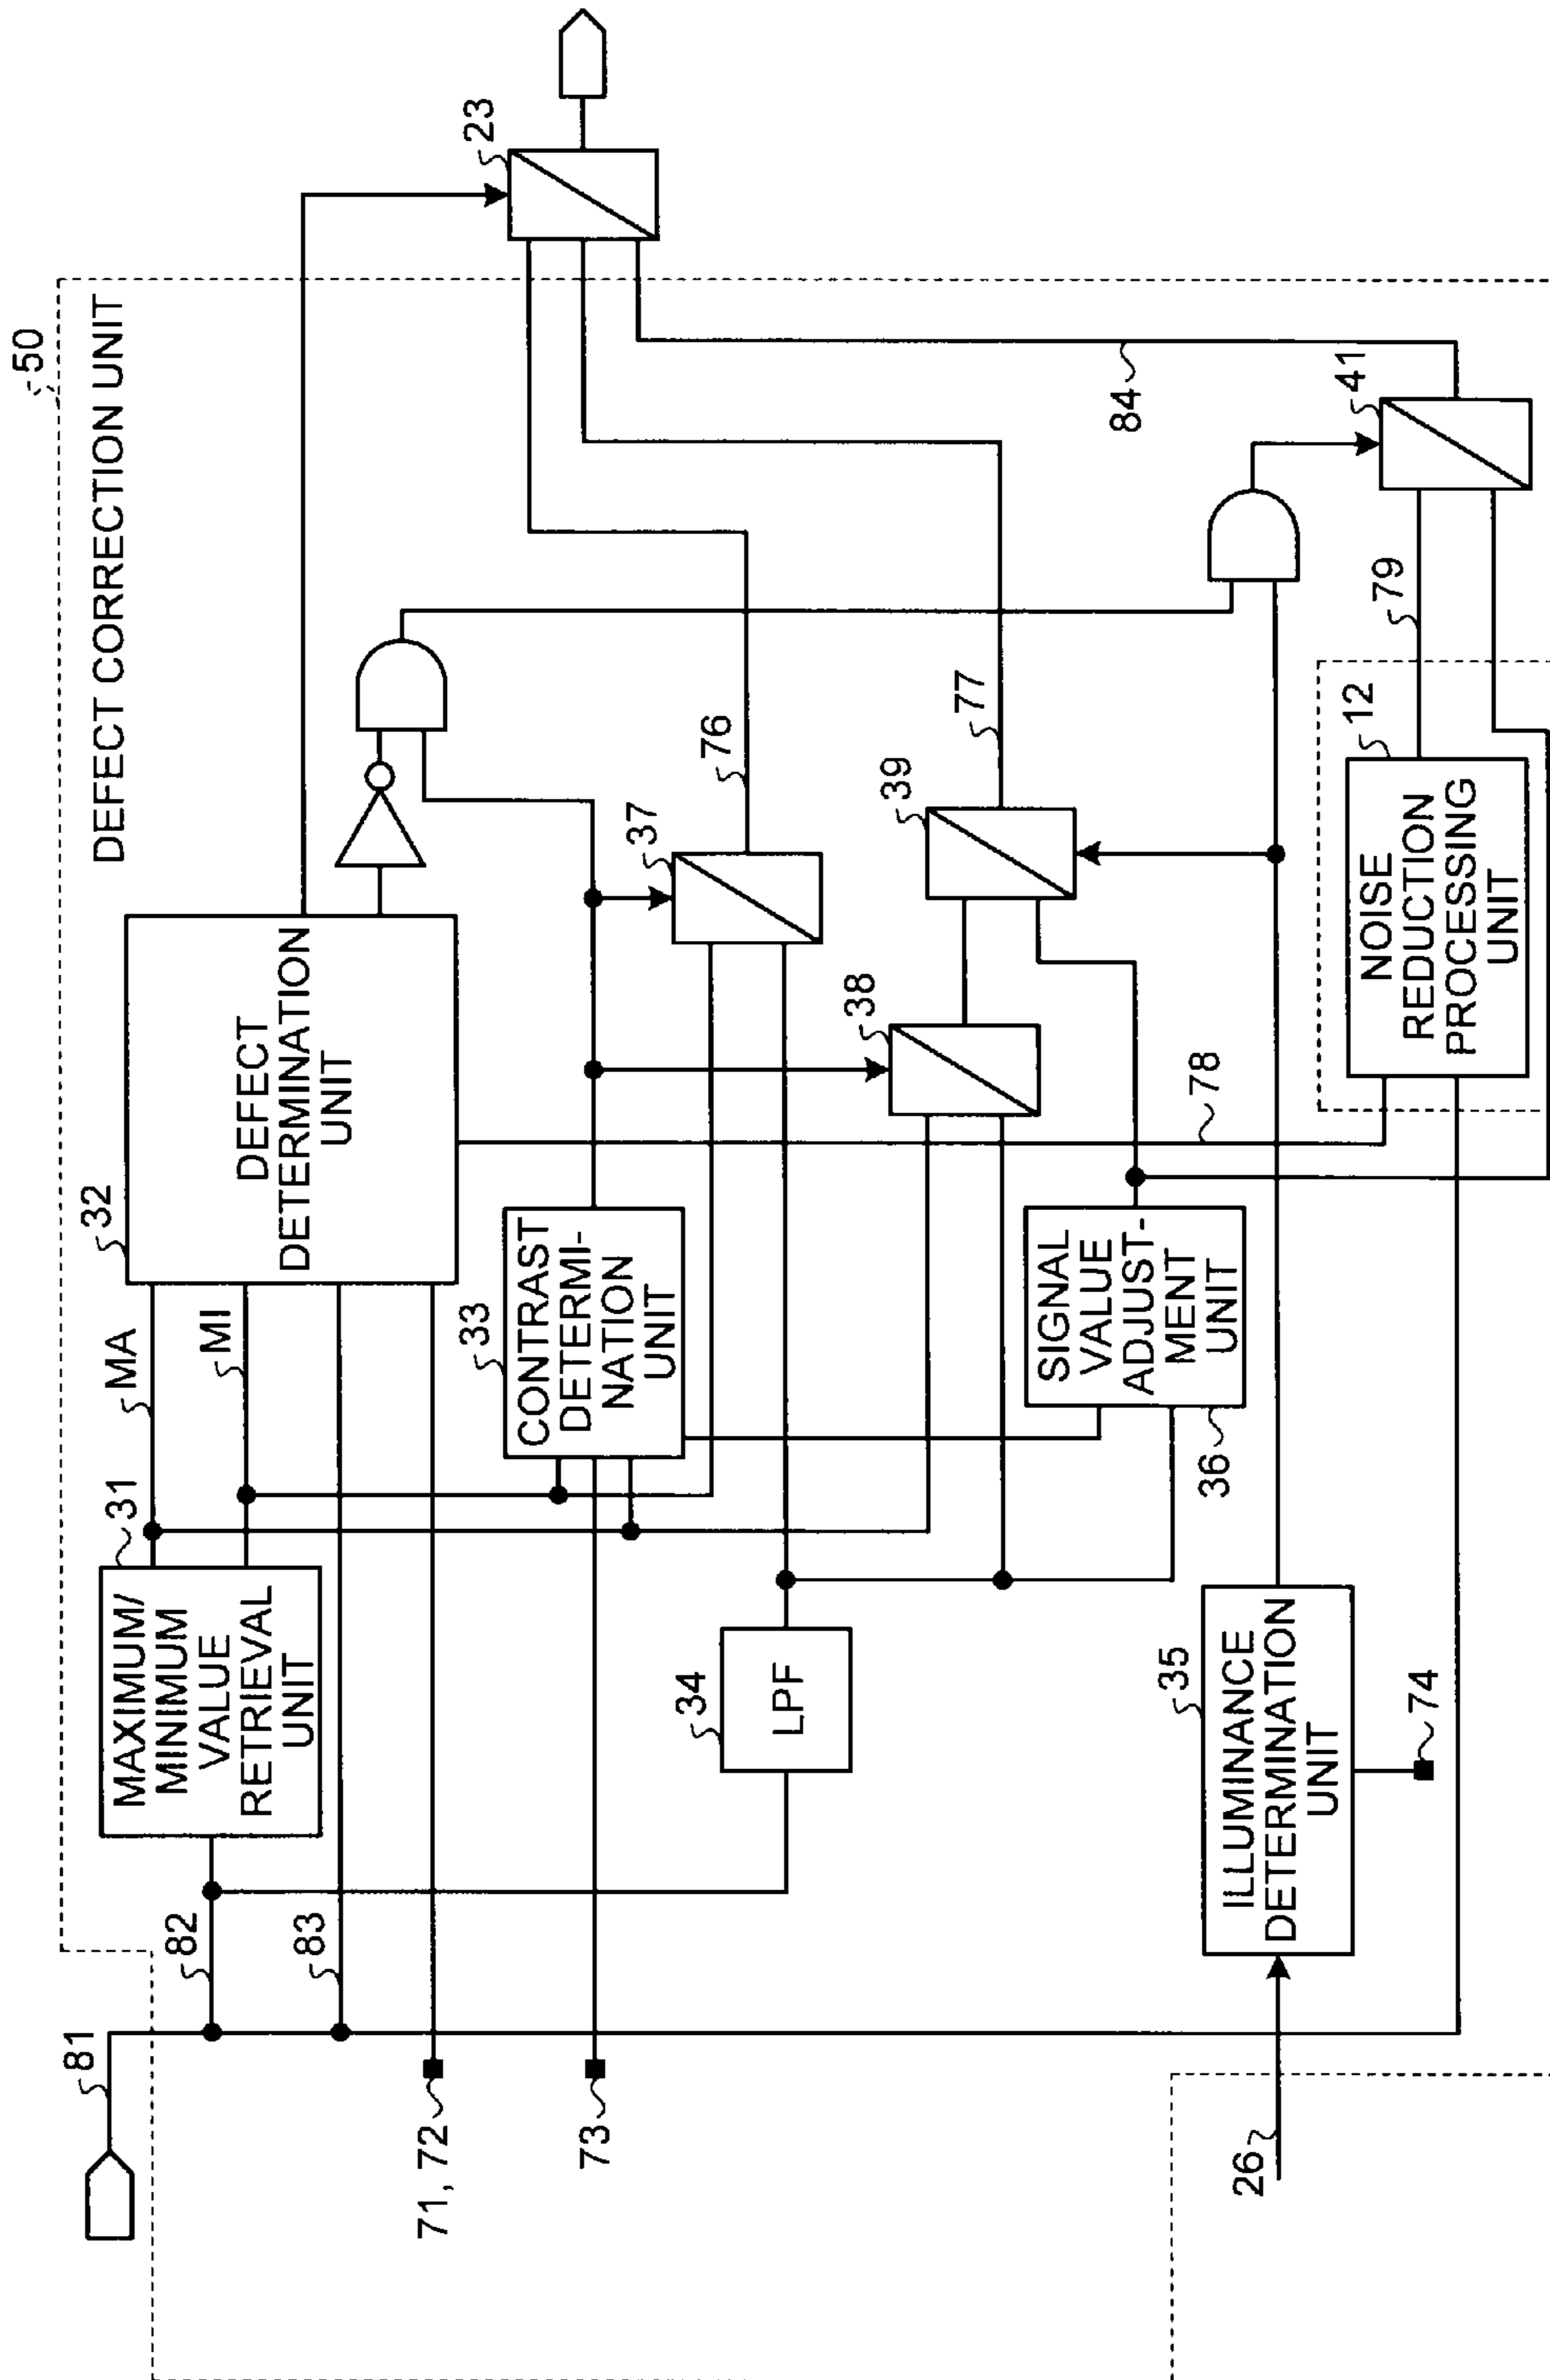 50
DEFECT CORRECTION UNIT
81
82
83
71, 72
73
26
31
MAXIMUM/
MINIMUM
VALUE
RETRIEVAL
UNIT
MA
MI
32
DEFECT
DETERMINATION
UNIT
23
33
CONTRAST
DETERMI-
NATION
UNIT
34
LPF
37
76
38
39
77
36
SIGNAL
VALUE
ADJUST-
MENT
UNIT
35
ILLUMINANCE
DETERMINATION
UNIT
74
78
12
NOISE
REDUCTION
PROCESSING
UNIT
79
41
84